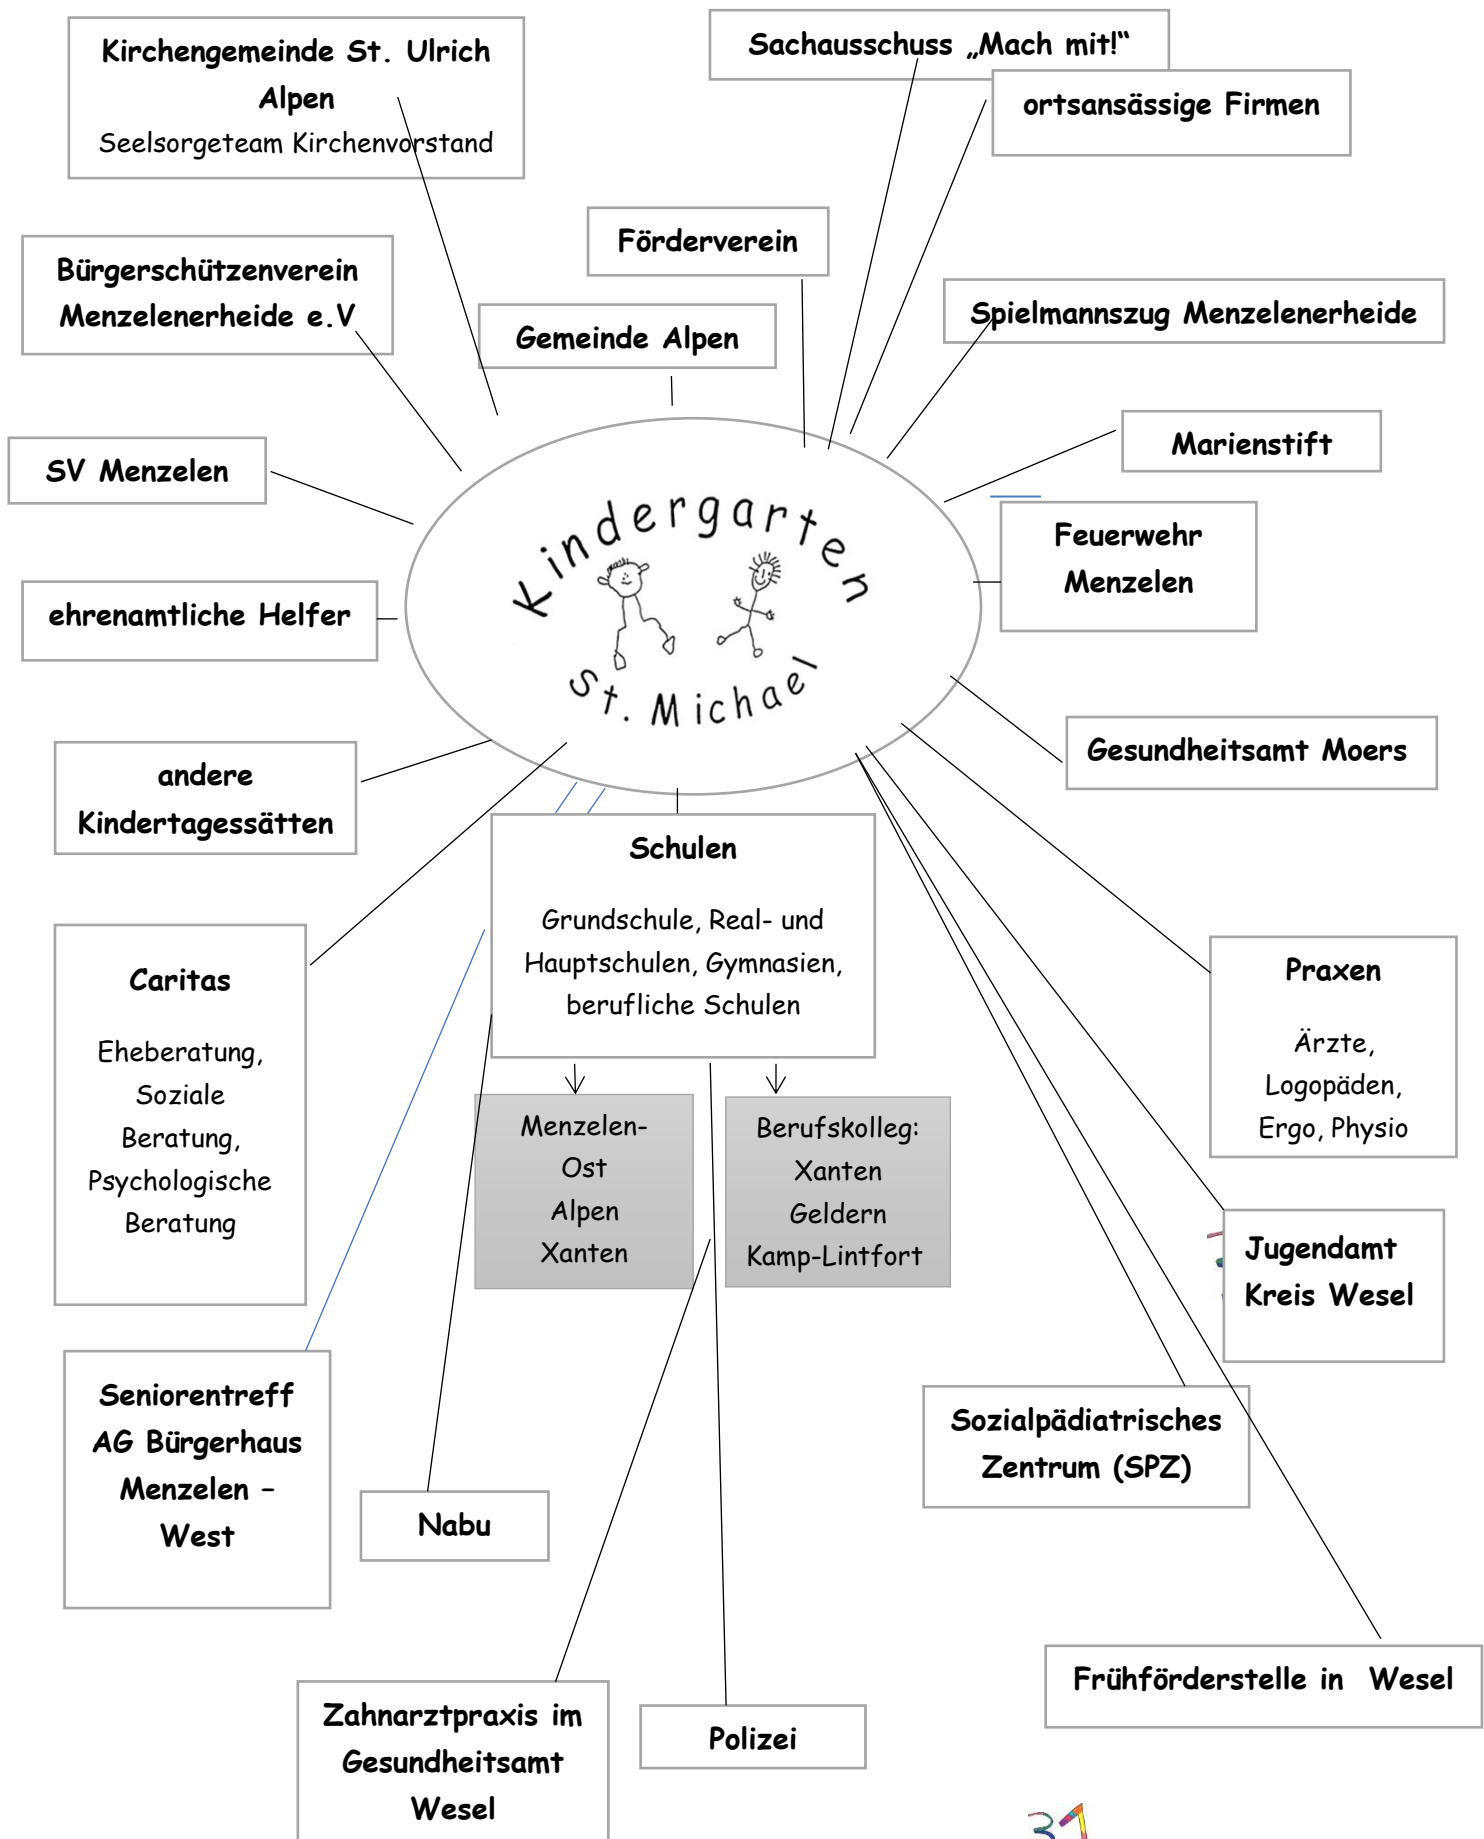 Kirchengemeinde St. Ulrich
Alpen
Seelsorgeteam Kirchenvorstand
Sachausschuss „Mach mit!“
ortsansässige Firmen
Förderverein
Bürgerschützenverein
Menzelenerheide e.V
Gemeinde Alpen
Spielmannszug Menzelenerheide
SV Menzelen
Marienstift
Feuerwehr
Menzelen
ehrenamtliche Helfer
Kindergarten
St. Michael
Gesundheitsamt Moers
andere
Kindertagessätten
Schulen
Grundschule, Real- und
Hauptschulen, Gymnasien,
berufliche Schulen
Caritas
Eheberatung,
Soziale
Beratung,
Psychologische
Beratung
Praxen
Ärzte,
Logopäden,
Ergo, Physio
Menzelen-
Ost
Alpen
Xanten
Berufskolleg:
Xanten
Geldern
Kamp-Lintfort
Jugendamt
Kreis Wesel
Seniorentreff
AG Bürgerhaus
Menzelen –
West
Sozialpädiatrisches
Zentrum (SPZ)
Nabu
Frühförderstelle in  Wesel
Zahnarztpraxis im
Gesundheitsamt
Wesel
Polizei
31